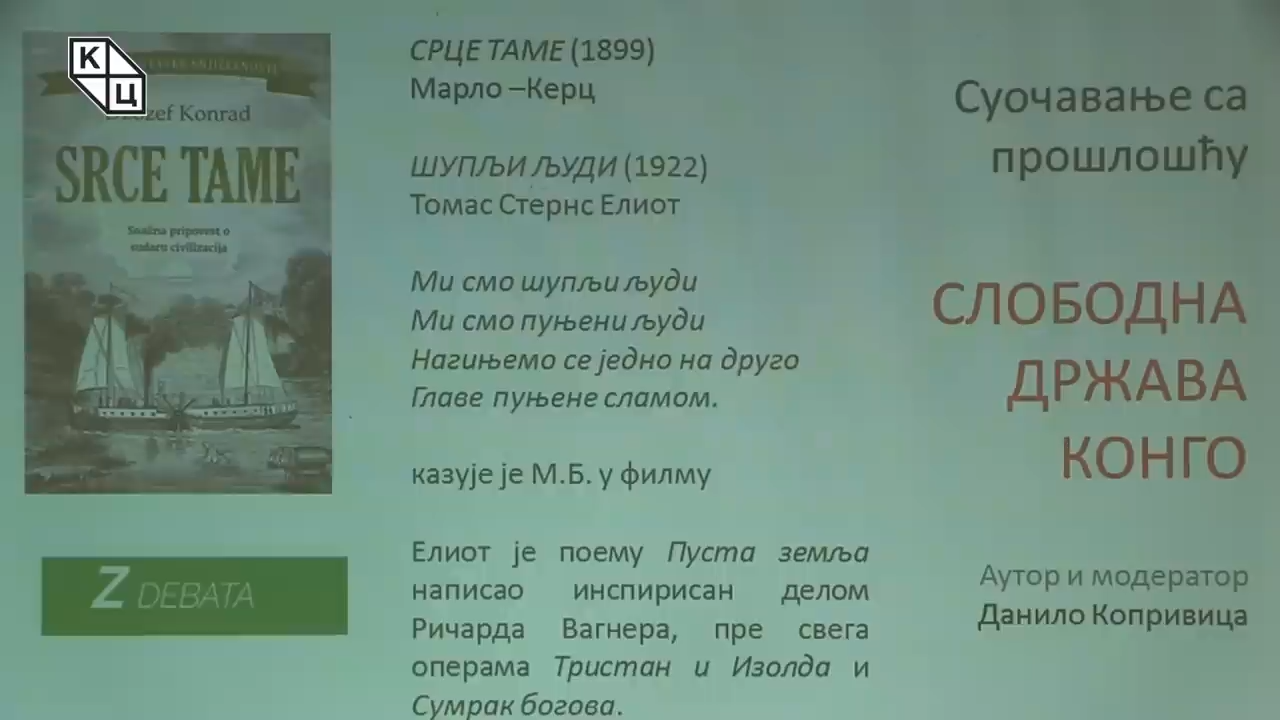 К
Ц
Konrad
SRCE TAME
Snažna pripovest o
sudaru civilizacija
Z DEBATA
СРЦЕ ТАМЕ (1899)
Марло –Керц
ШУПЉИ ЉУДИ (1922)
Томас Стернс Елиот
Ми смо шупљи људи
Ми смо пуњени људи
Нагињемо се једно на друго
Главе пуњене сламом.
казује је М.Б. у филму
Елиот је поему Пуста земља
написао инспирисан делом
Ричарда Вагнера, пре свега
операма Тристан и Изолда и
Сумрак богова.
Суочавање са
прошлошћу
СЛОБОДНА
ДРЖАВА
КОНГО
Аутор и модератор
Данило Копривица